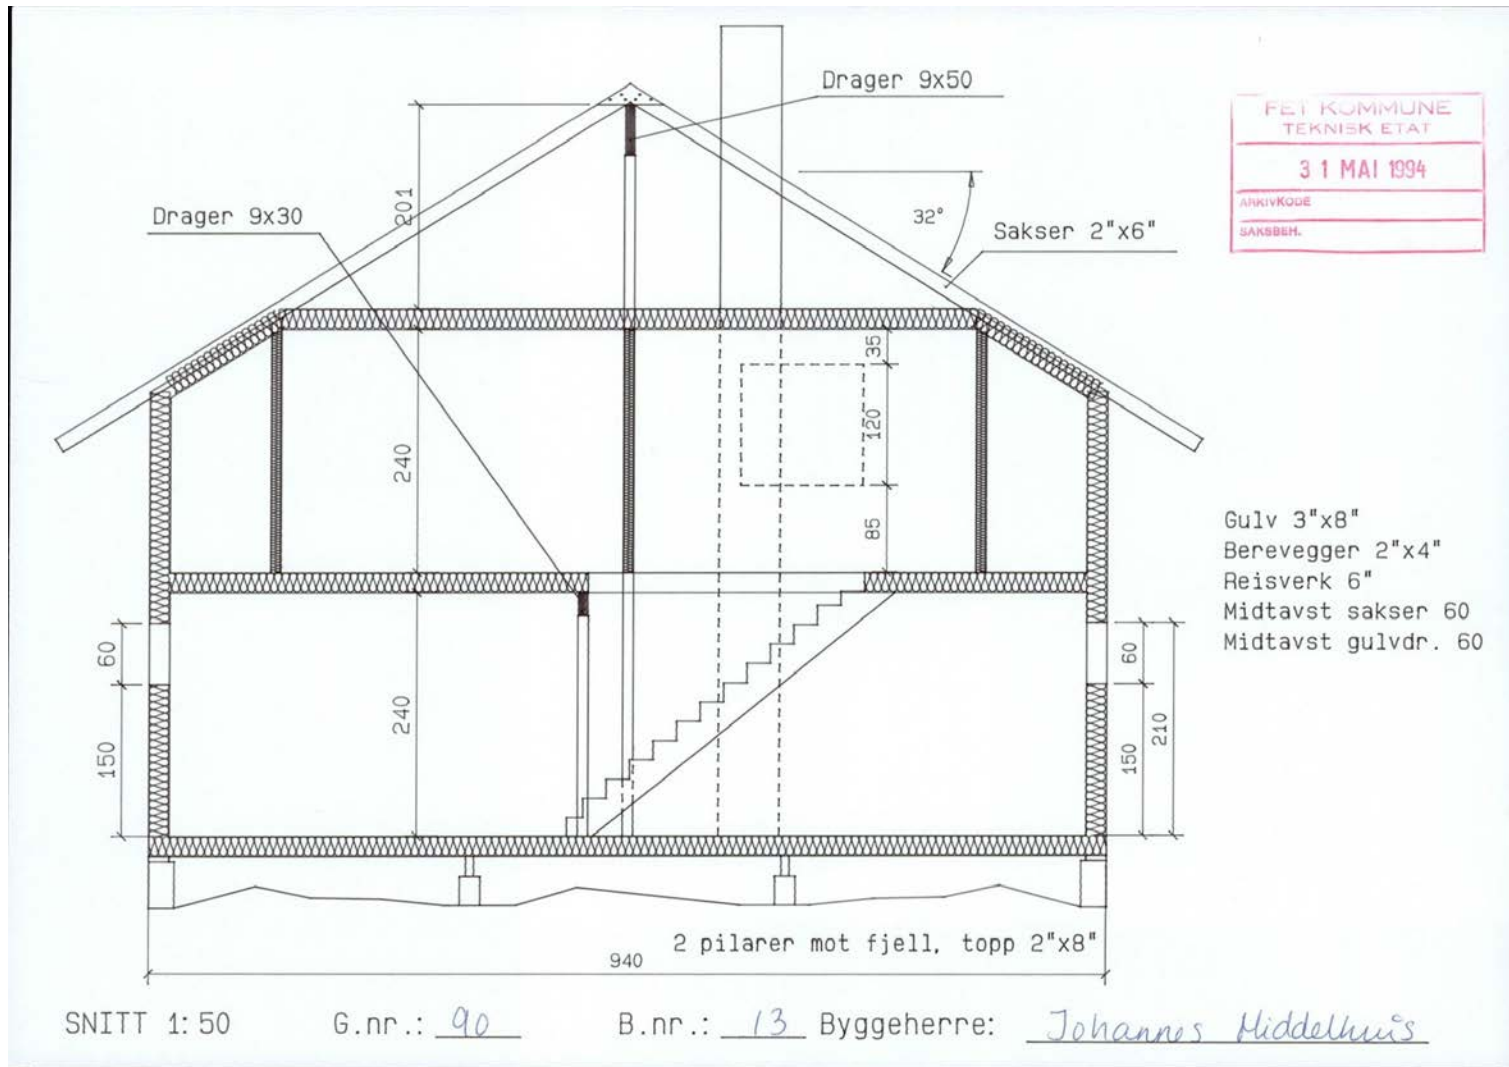 Drager 9x50
FET KOMMUNE
TEKNISK ETAT
31 MAI 1994
ARKIVKODE
SAKSBEH.
201
Drager 9x30
32°
Sakser 2"x6"
35
120
240
85
Gulv 3"x8"
Berevegger 2"x4"
Reisverk 6"
Midtavst sakser 60
Midtavst gulvdr. 60
60
60
240
210
150
150
2 pilarer mot fjell, topp 2"x8"
940
SNITT 1:50 G.nr.: 90 B.nr.: 13 Byggeherre: Johannes Middelhuis